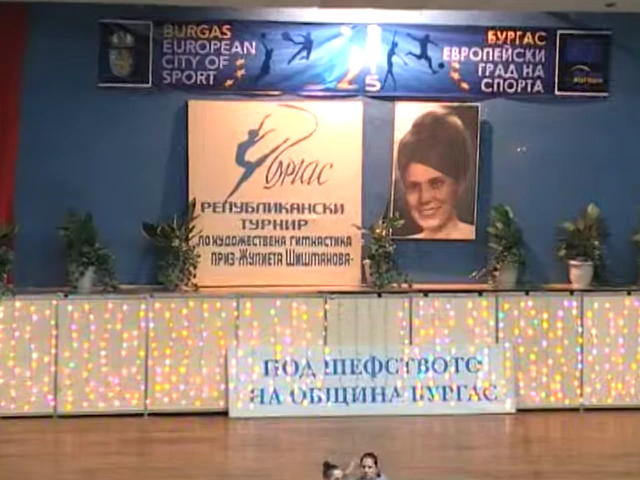 BURGAS
EUROPEAN
CITY OF
SPORT
15
БУРГАС
ЕВРОПЕЙСКИ
ГРАД НА
СПОРТА
Бургас
РЕПУБЛИКАНСКИ
ТУРНИР
ПО ХУДОЖЕСТВЕНА ГИМНАСТИКА
ПРИЗ-ЖУЛИЕТА ШИШМАНОВА-
ПОД ШЕФСТВОТО
НА ОБЩИНА БУРГАС